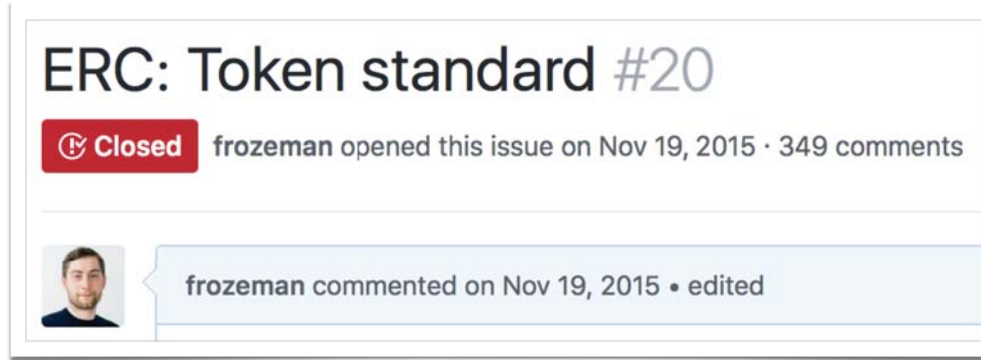 ERC: Token standard #20
Closed frozeman opened this issue on Nov 19, 2015 · 349 comments
frozeman commented on Nov 19, 2015 • edited